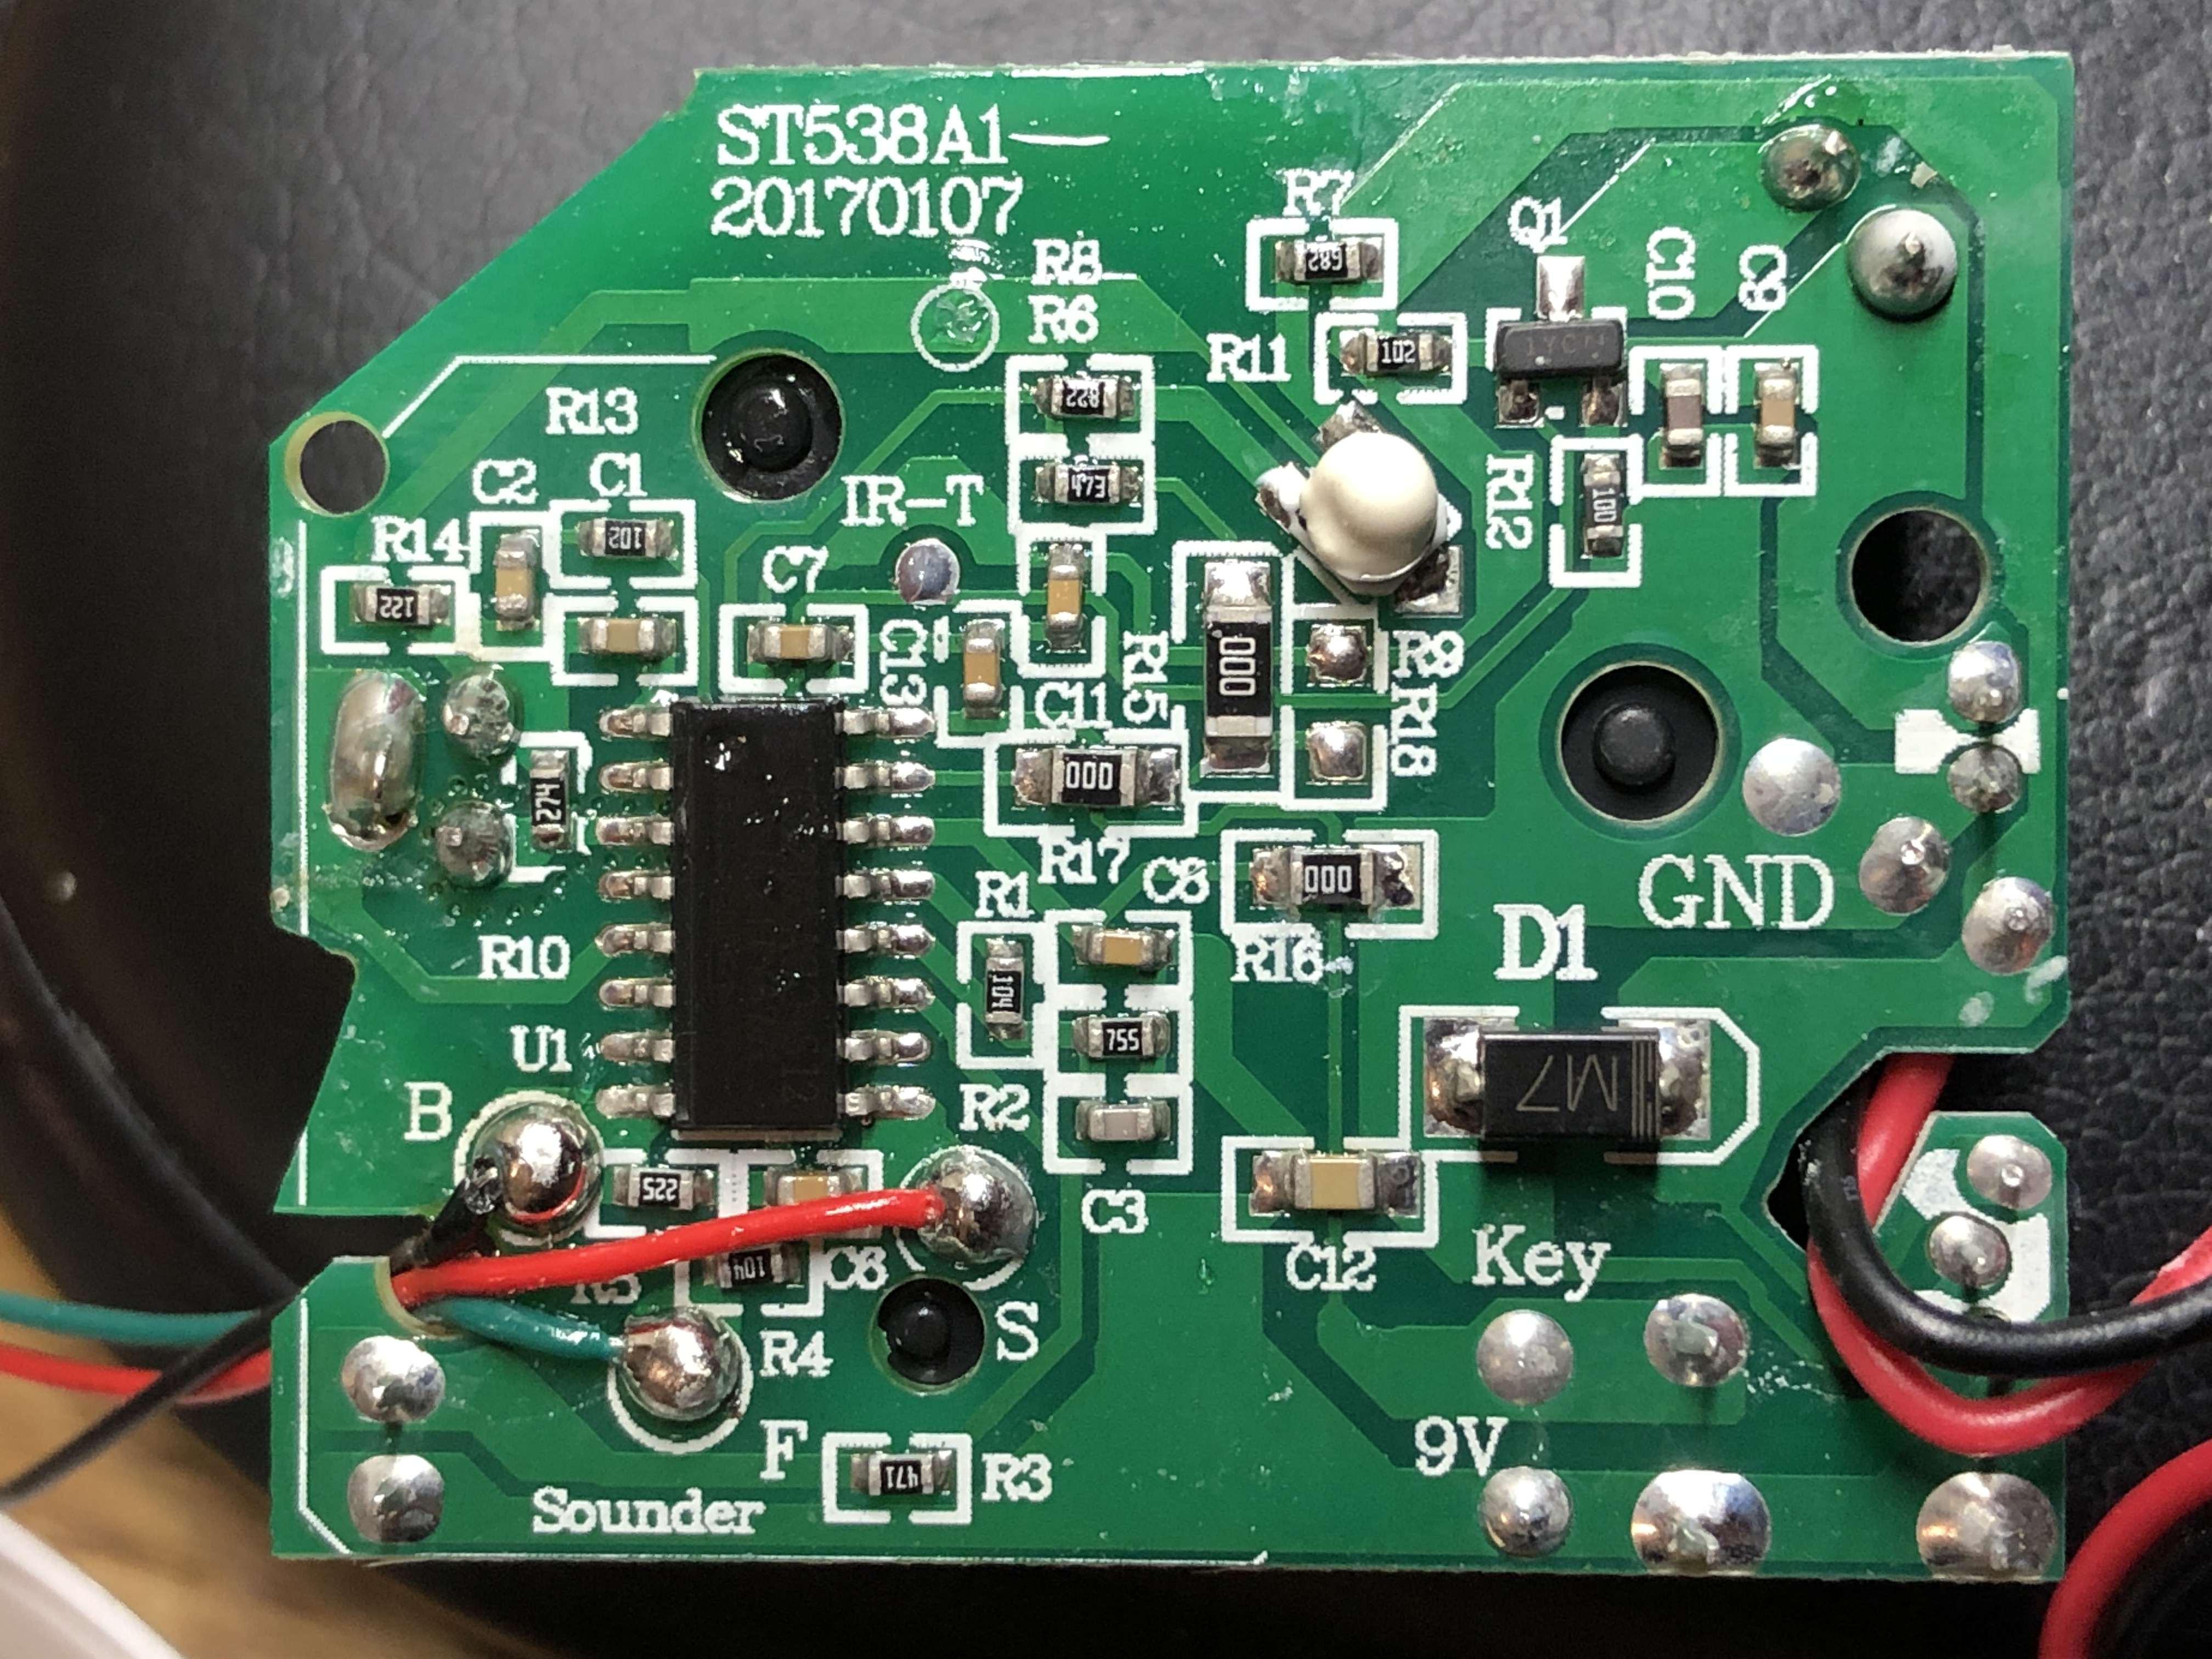 ST538A1
20170107
R7
682
Q1
C10
C9
R8
R6
R11
102
822
473
R12
100
R13
C2
C1
102
IR-T
R14
122
C7
C13
C11
R15
000
R9
R18
000
R17
274
R1
C8
000
R16
GND
D1
R10
104
U1
755
R2
M7
B
225
C3
C12
Key
104
C6
R4
S
F
471
R3
9V
Sounder